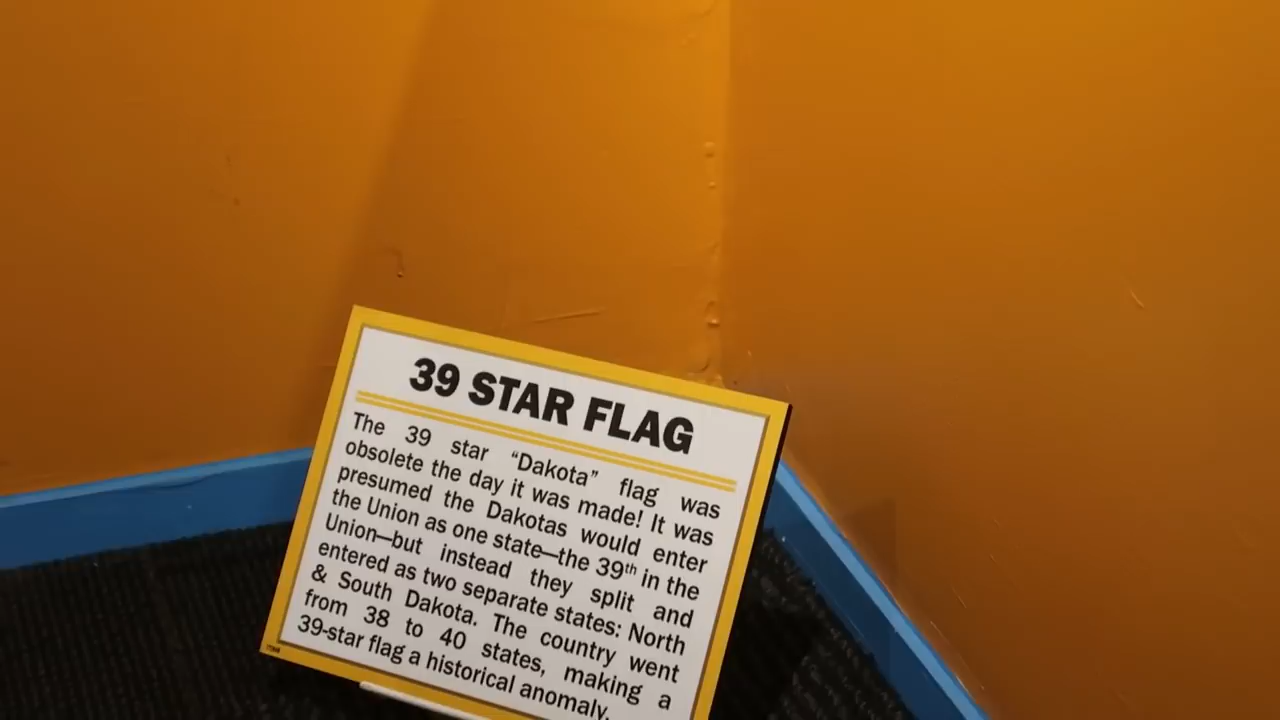 39 STAR FLAG
The 39 star “Dakota” flag was
obsolete the day it was made! It was
presumed the Dakotas would enter
the Union as one state—the 39th in the
Union—but instead they split and
entered as two separate states: North
& South Dakota. The country went
from 38 to 40 states, making a
39-star flag a historical anomaly.